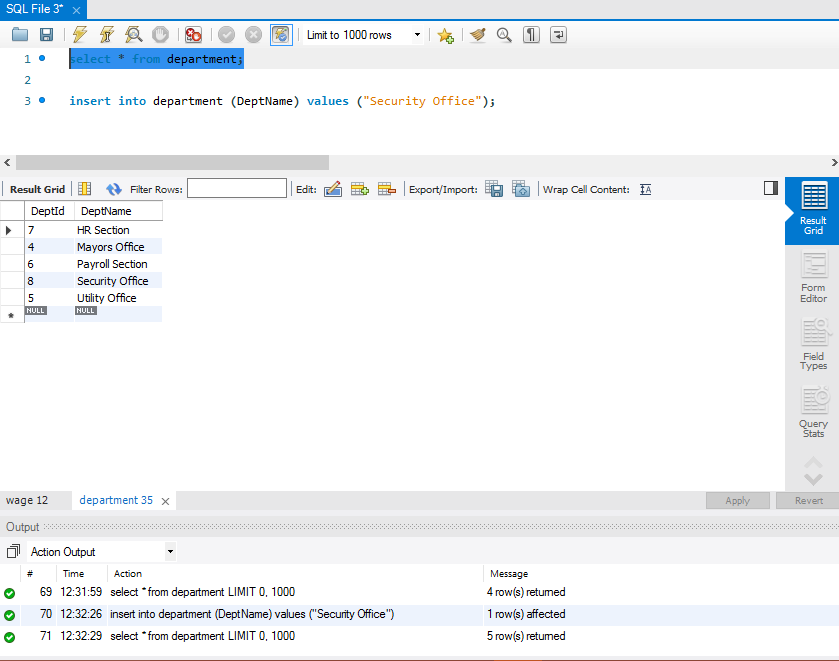 SQL File 3*
Limit to 1000 rows
1 select * from department;
2
3 insert into department (DeptName) values ("Security Office");
Result Grid Filter Rows: Edit: Export/Import: Wrap Cell Content:
DeptId DeptName
7 HR Section
4 Mayors Office
6 Payroll Section
8 Security Office
5 Utility Office
NULL NULL
Result
Grid
Form
Editor
Field
Types
Query
Stats
wage 12 department 35 Apply Revert
Output
Action Output
# Time Action Message
69 12:31:59 select * from department LIMIT 0, 1000 4 row(s) returned
70 12:32:26 insert into department (DeptName) values ("Security Office") 1 row(s) affected
71 12:32:29 select * from department LIMIT 0, 1000 5 row(s) returned